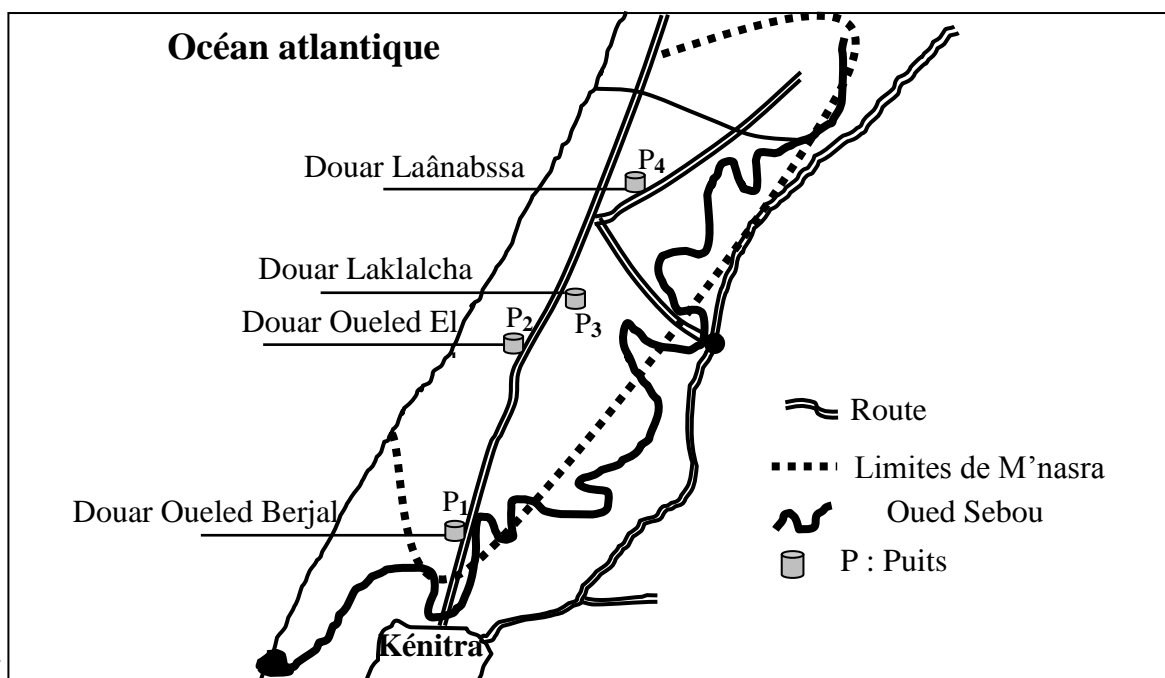 Océan atlantique
Douar Laânabssa
P4
Douar Laklalcha
Douar Oueled El
P2
P3
Route
Limites de M’nasra
P1
Douar Oueled Berjal
Oued Sebou
P : Puits
Kénitra